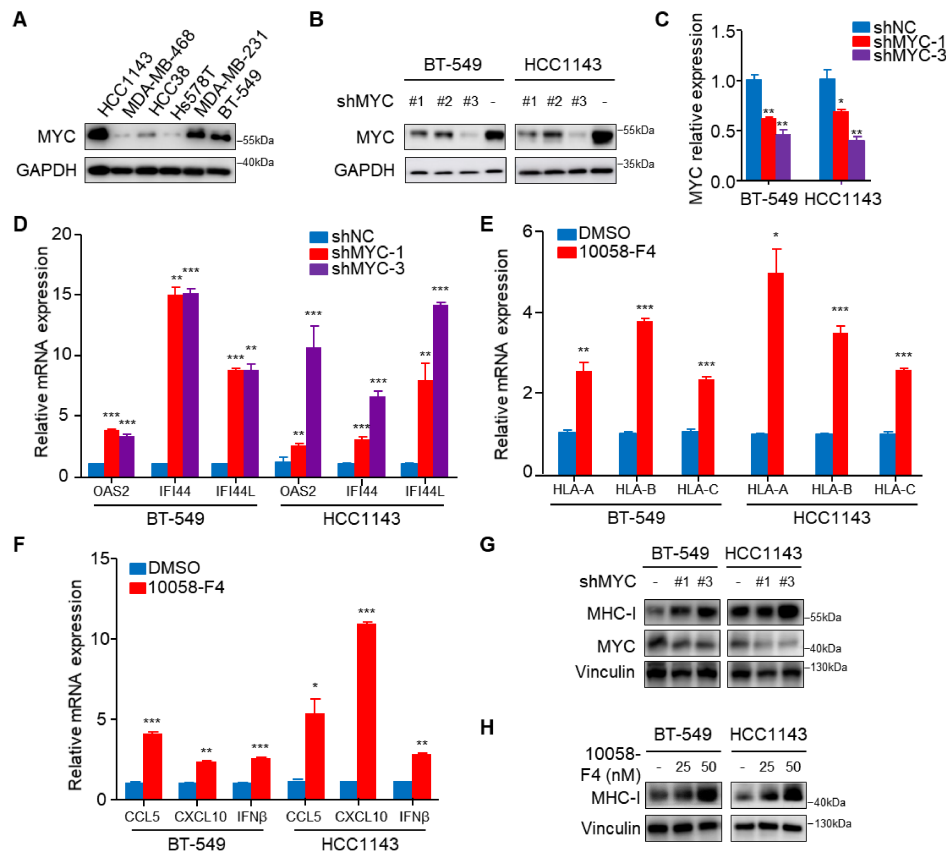 A
HCC1143
MDA-MB-468
HCC38
Hs578T
MDA-MB-231
BT-549
MYC
GAPDH
55kDa
40kDa
B
BT-549 HCC1143
shMYC #1 #2 #3 - #1 #2 #3 -
MYC
GAPDH
55kDa
35kDa
C
shNC
shMYC-1
shMYC-3
MYC relative expression
1.5
1.0
0.5
0.0
** ** * **
BT-549 HCC1143
D
shNC
shMYC-1
shMYC-3
Relative mRNA expression
20
15
10
5
0
*** *** ** *** *** ** ** *** *** *** ** ***
OAS2 IFI44 IFI44L OAS2 IFI44 IFI44L
BT-549 HCC1143
E
DMSO
10058-F4
Relative mRNA expression
6
4
2
0
** *** *** * *** ***
HLA-A HLA-B HLA-C HLA-A HLA-B HLA-C
BT-549 HCC1143
F
DMSO
10058-F4
Relative mRNA expression
15
10
5
0
*** ** *** * *** **
CCL5 CXCL10 IFNβ CCL5 CXCL10 IFNβ
BT-549 HCC1143
G
BT-549 HCC1143
shMYC - #1 #3 - #1 #3
MHC-I 55kDa
MYC 40kDa
Vinculin 130kDa
H
BT-549 HCC1143
10058-
F4 (nM) - 25 50 - 25 50
MHC-I 40kDa
Vinculin 130kDa